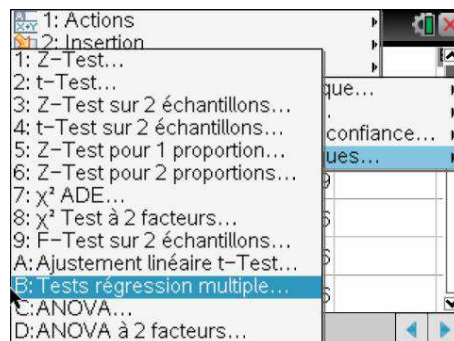 1: Actions
2: Insertion
1: Z-Test...
2: t-Test...
3: Z-Test sur 2 échantillons...
4: t-Test sur 2 échantillons...
5: Z-Test pour 1 proportion...
6: Z-Test pour 2 proportions...
7: χ² ADE...
8: χ² Test à 2 facteurs...
9: F-Test sur 2 échantillons...
A: Ajustement linéaire t-Test...
B: Tests régression multiple...
C: ANOVA...
D: ANOVA à 2 facteurs...
que...
confiance...
ues...